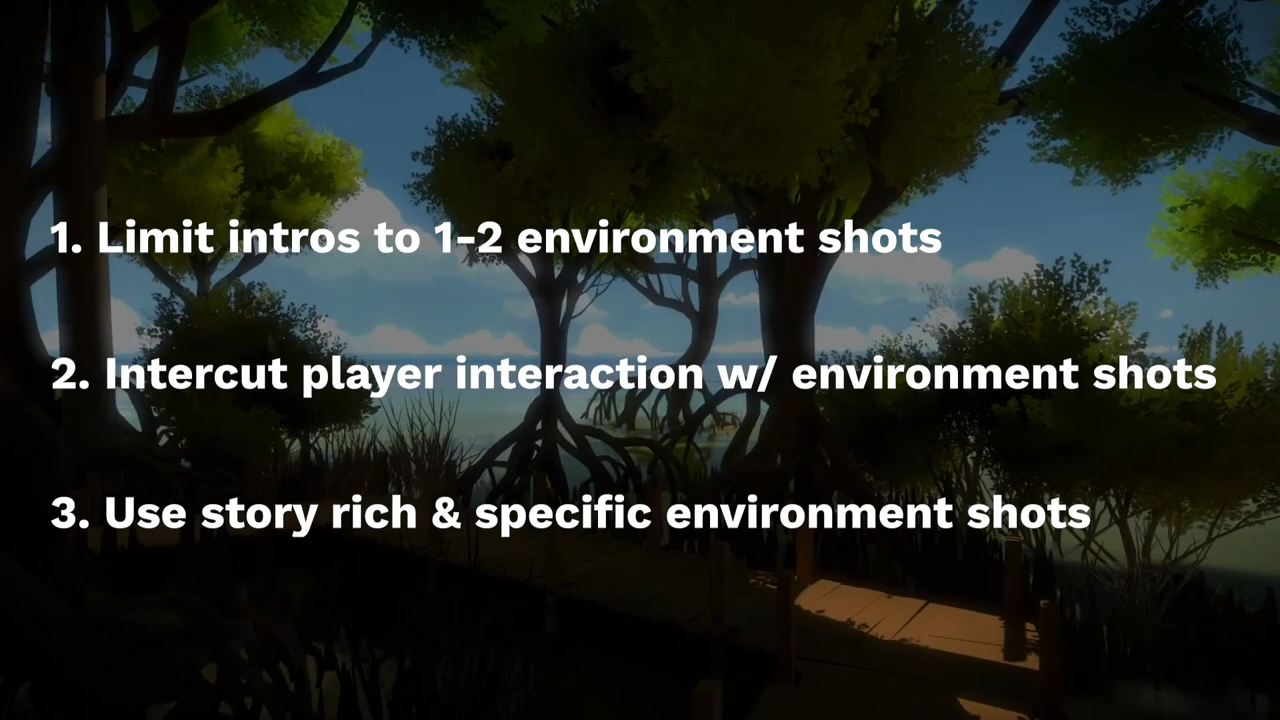 1. Limit intros to 1-2 environment shots
2. Intercut player interaction w/ environment shots
3. Use story rich & specific environment shots